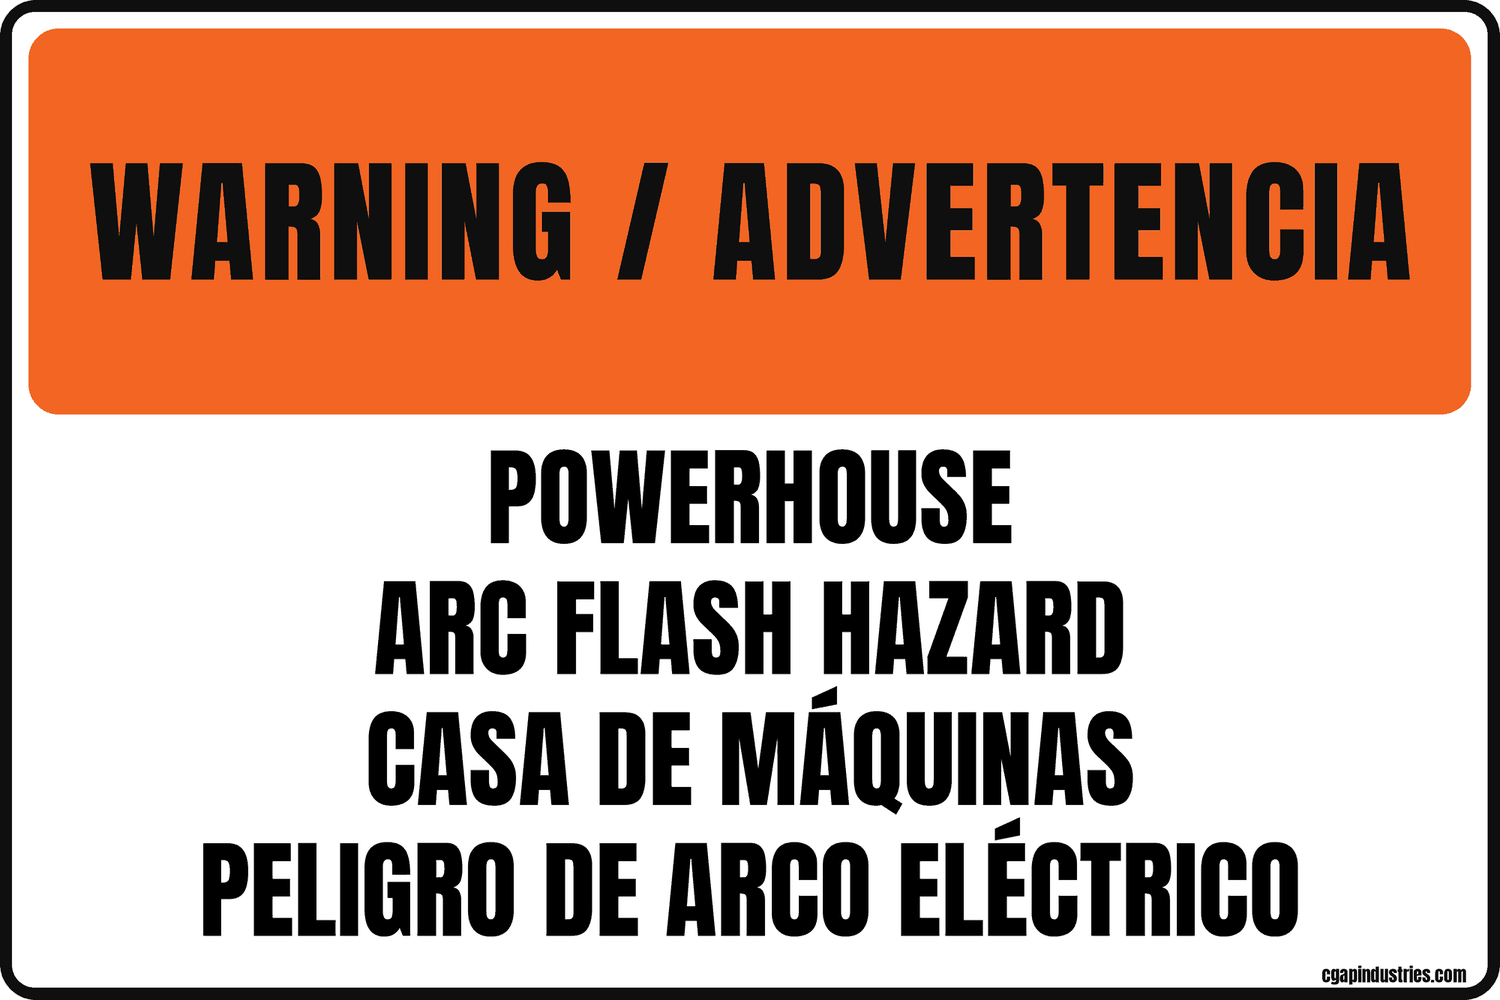 WARNING / ADVERTENCIA
POWERHOUSE
ARC FLASH HAZARD
CASA DE MÁQUINAS
PELIGRO DE ARCO ELÉCTRICO
cgapindustries.com